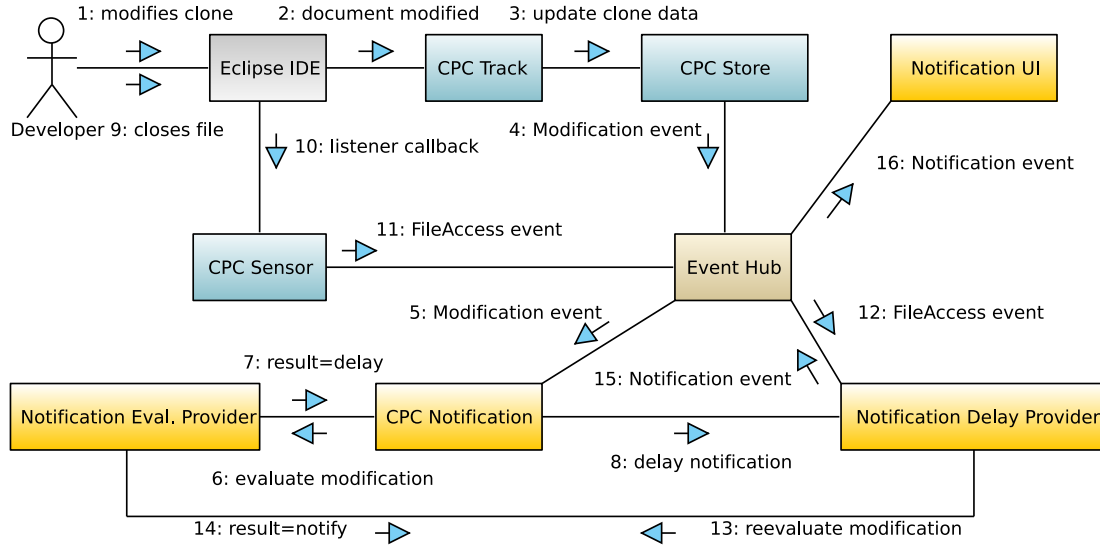 1: modifies clone
2: document modified
3: update clone data
Eclipse IDE
CPC Track
CPC Store
Notification UI
Developer
9: closes file
10: listener callback
4: Modification event
16: Notification event
11: FileAccess event
CPC Sensor
Event Hub
5: Modification event
12: FileAccess event
7: result=delay
15: Notification event
Notification Eval. Provider
CPC Notification
Notification Delay Provider
6: evaluate modification
8: delay notification
14: result=notify
13: reevaluate modification